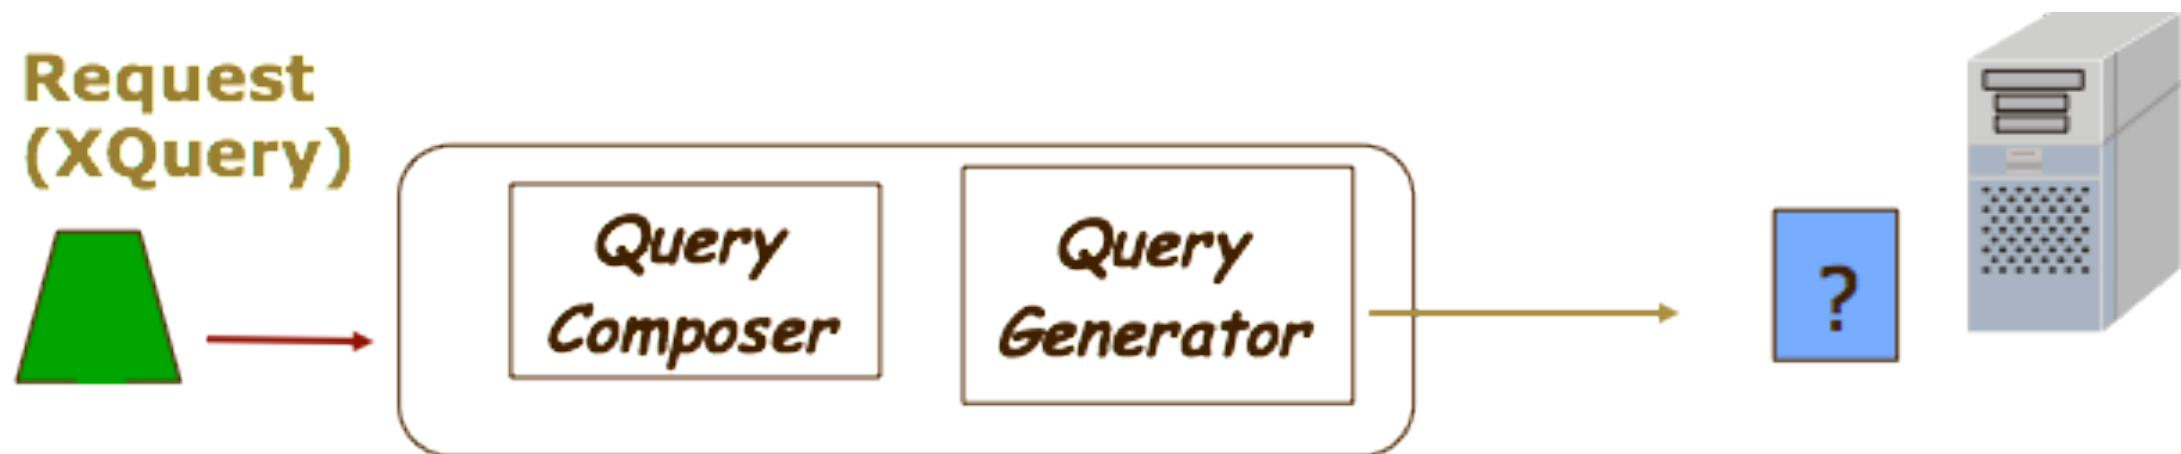 Request
(XQuery)
Query
Composer
Query
Generator
?